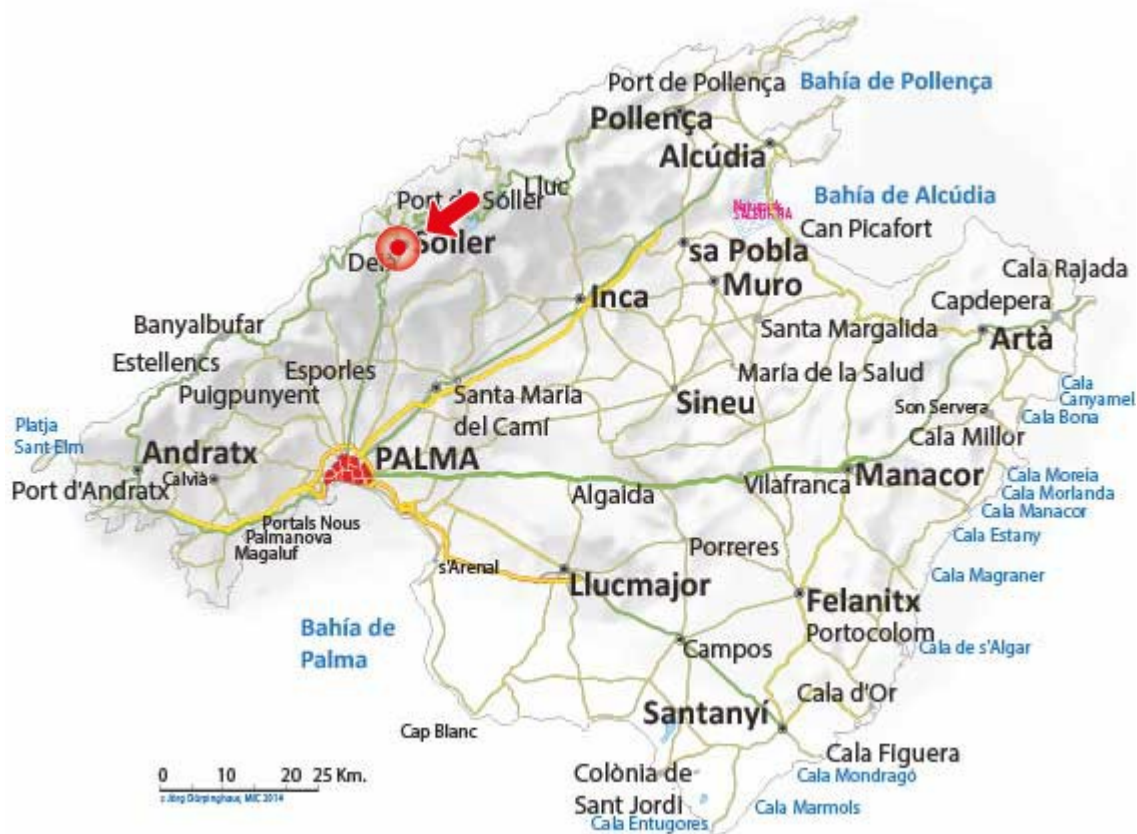 Port de Pollença
Bahía de Pollença
Pollença
Alcúdia
Lluc
Port de Sóller
Bahía de Alcúdia
Can Picafort
Sóller
sa Pobla
Cala Rajada
Muro
Inca
Capdepera
Banyalbufar
Santa Margalida
Artà
Estellencs
Esporles
María de la Salud
Puigpunyent
Santa Maria
del Camí
Sineu
Cala
Canyamel
Son Servera
Cala Bona
Platja
Sant Elm
Cala Millor
Andratx
PALMA
Calvià
Manacor
Cala Moreia
Port d'Andratx
Algaida
Vilafranca
Cala Morlanda
Cala Manacor
Portals Nous
Palmanova
Magaluf
Cala Estany
Porreres
s'Arenal
Cala Magraner
Llucmajor
Felanitx
Portocolom
Bahía de
Palma
Cala de s'Algar
Campos
Cala d'Or
Santanyí
Cap Blanc
Cala Figuera
0 10 20 25 Km.
Colònia de
Sant Jordi
Cala Mondragó
Cala Marmols
Cala Entugores